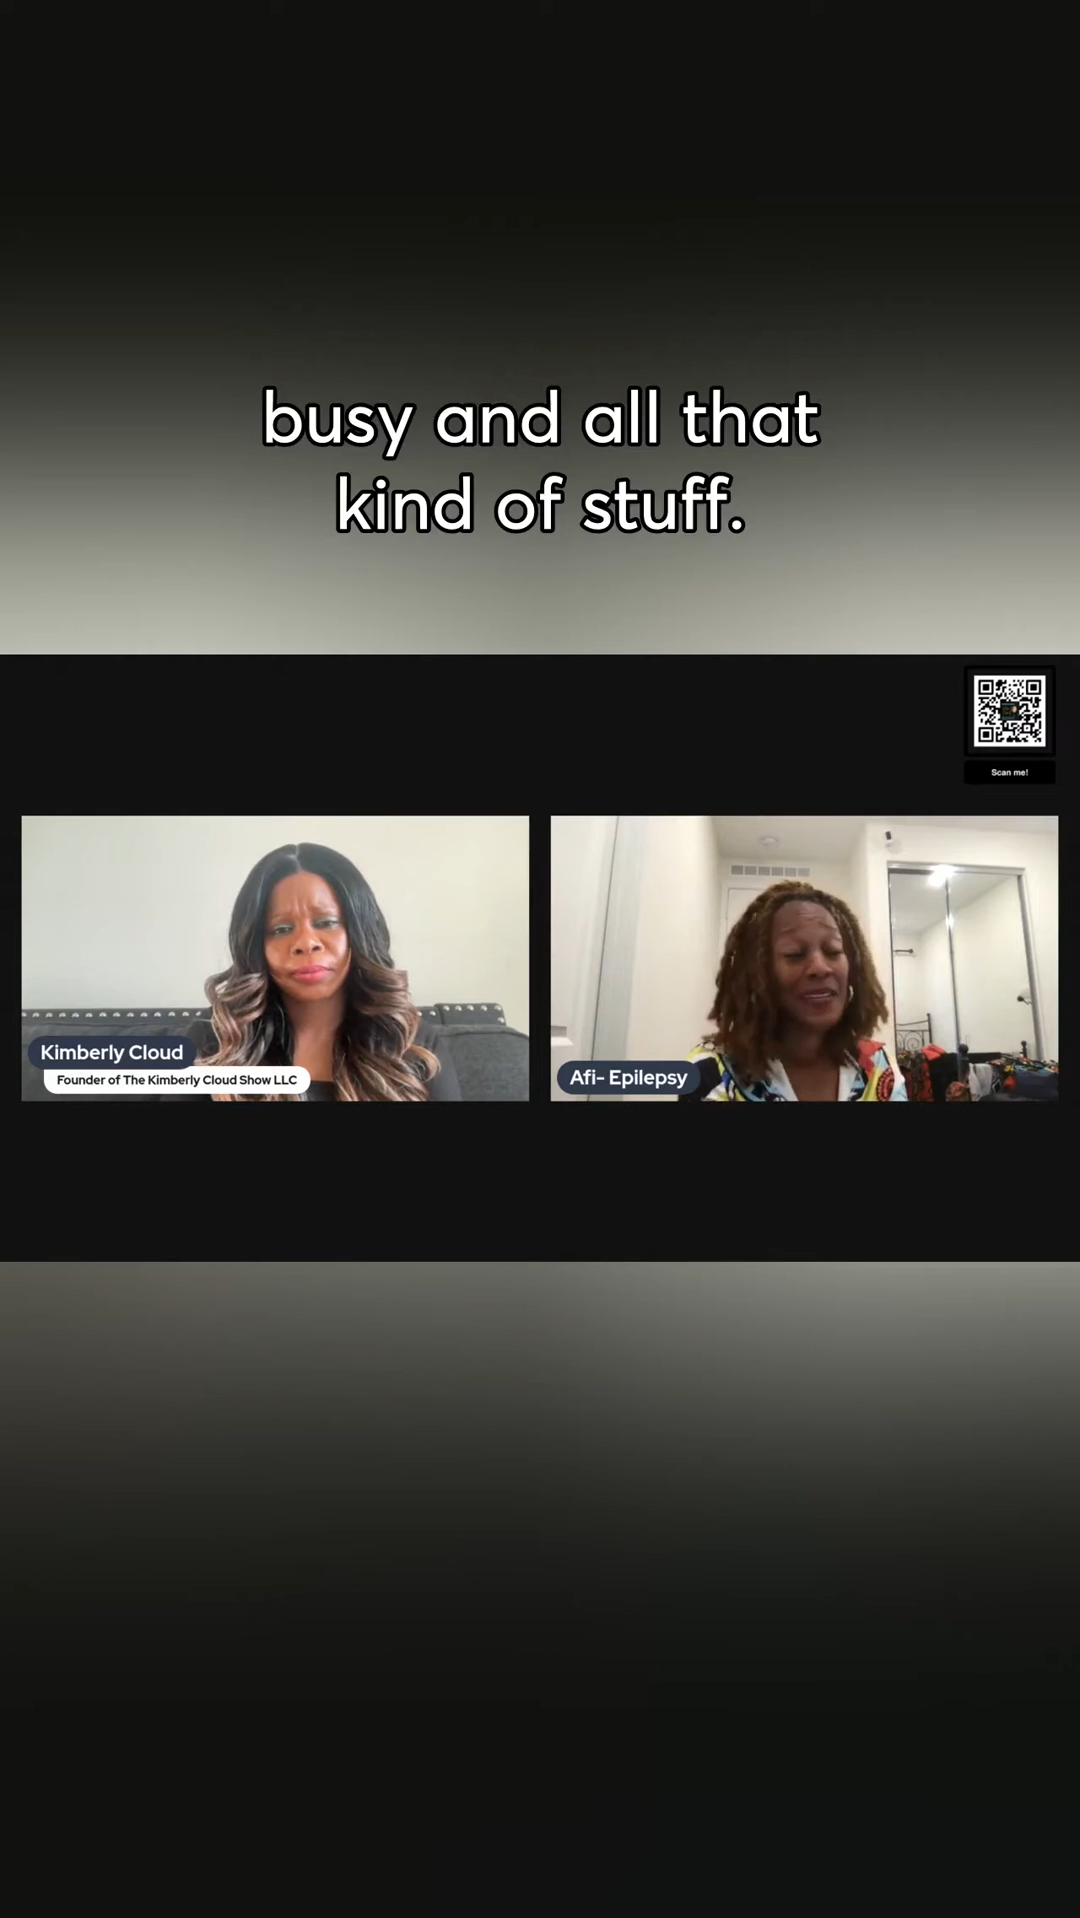 busy and all that
kind of stuff.
Scan me!
Kimberly Cloud
Founder of The Kimberly Cloud Show LLC
Afi- Epilepsy